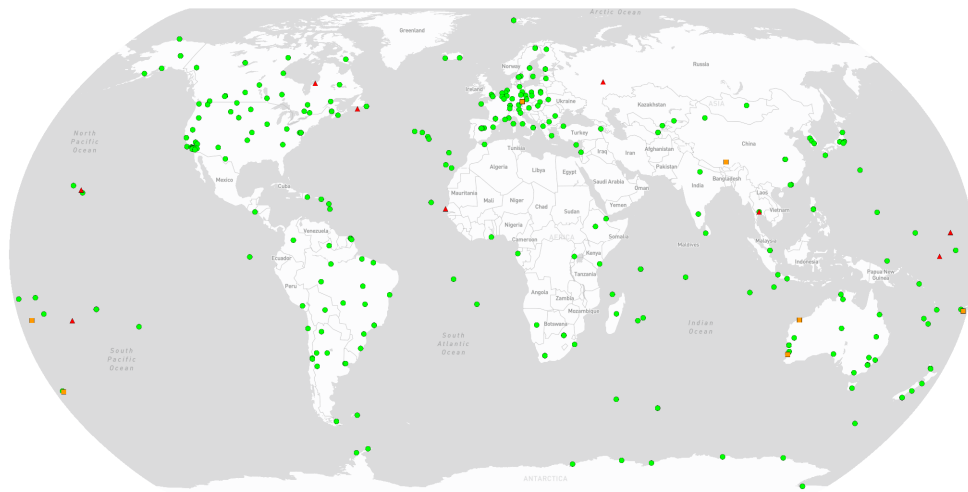 Arctic Ocean
Greenland
Russia
Norway
Ireland
Ukraine
Kazakhstan
ASIA
North
Pacific
Ocean
Turkey
China
Tunisia
Iraq
Iran
Afghanistan
Pakistan
Algeria
Libya
Egypt
Mexico
Cuba
Saudi Arabia
Oman
Bangladesh
India
Mauritania
Mali
Niger
Chad
Sudan
Yemen
Laos
Vietnam
Nigeria
Venezuela
Cameroon
AFRICA
Somalia
Maldives
Malaysia
Ecuador
Kenya
Indonesia
Peru
Tanzania
Papua New
Guinea
Angola
Zambia
Mozambique
Botswana
South
Atlantic
Ocean
Indian
Ocean
South
Pacific
Ocean
ANTARCTICA